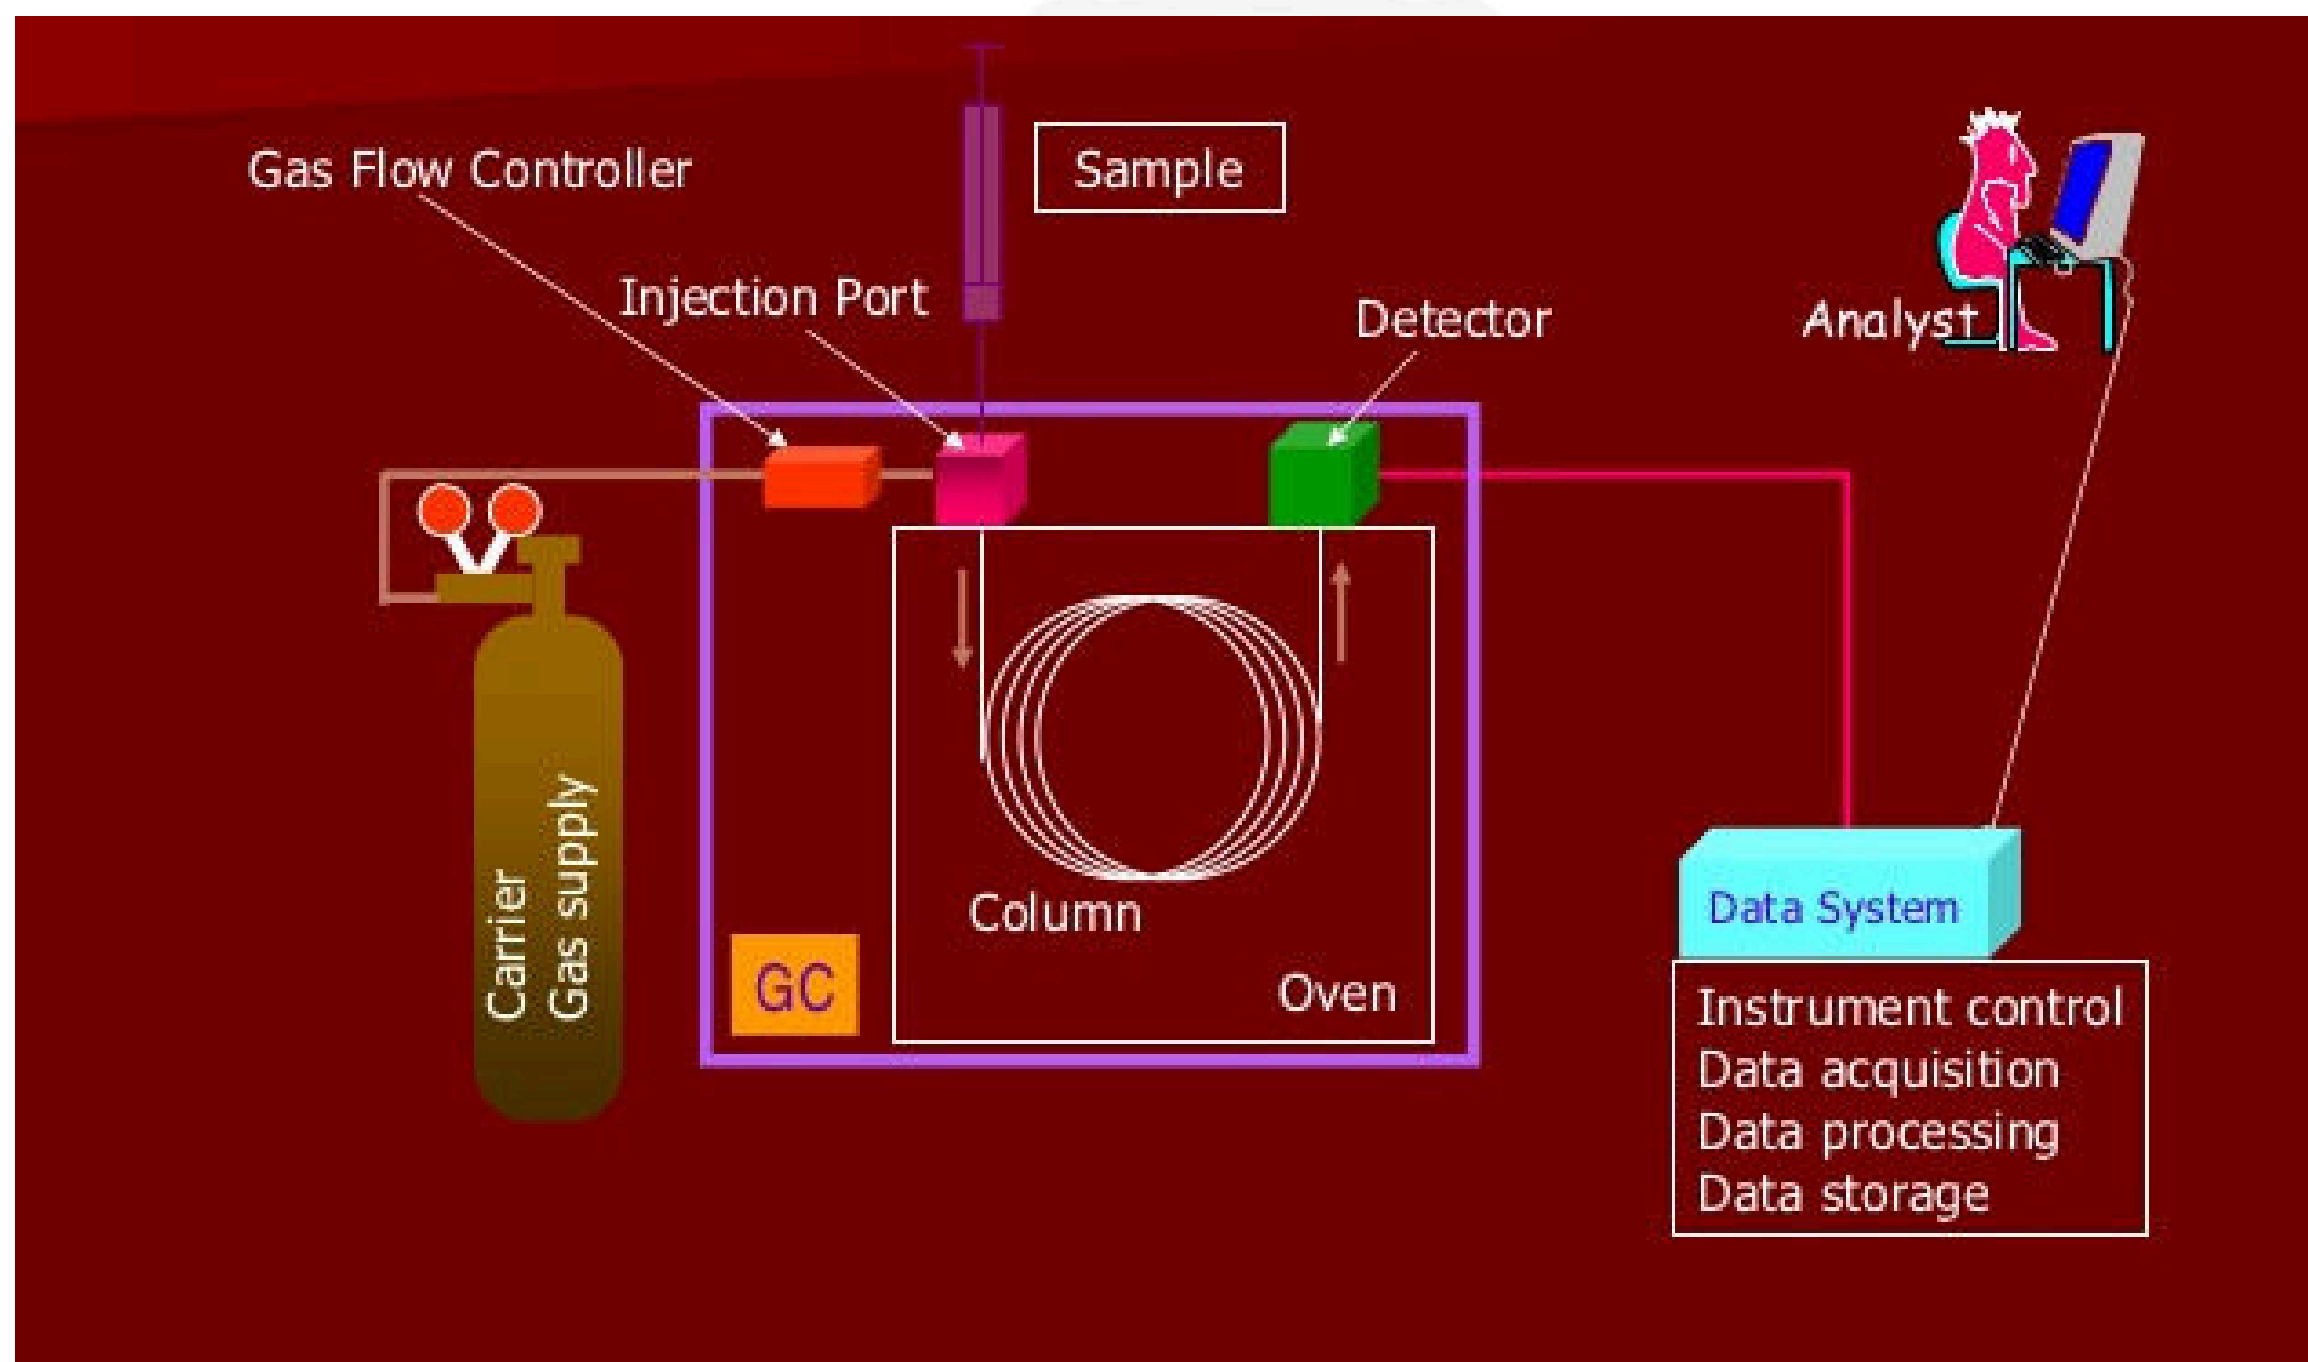 Gas Flow Controller
Sample
Injection Port
Detector
Analyst
Carrier
Gas supply
Column
GC
Oven
Data System
Instrument control
Data acquisition
Data processing
Data storage